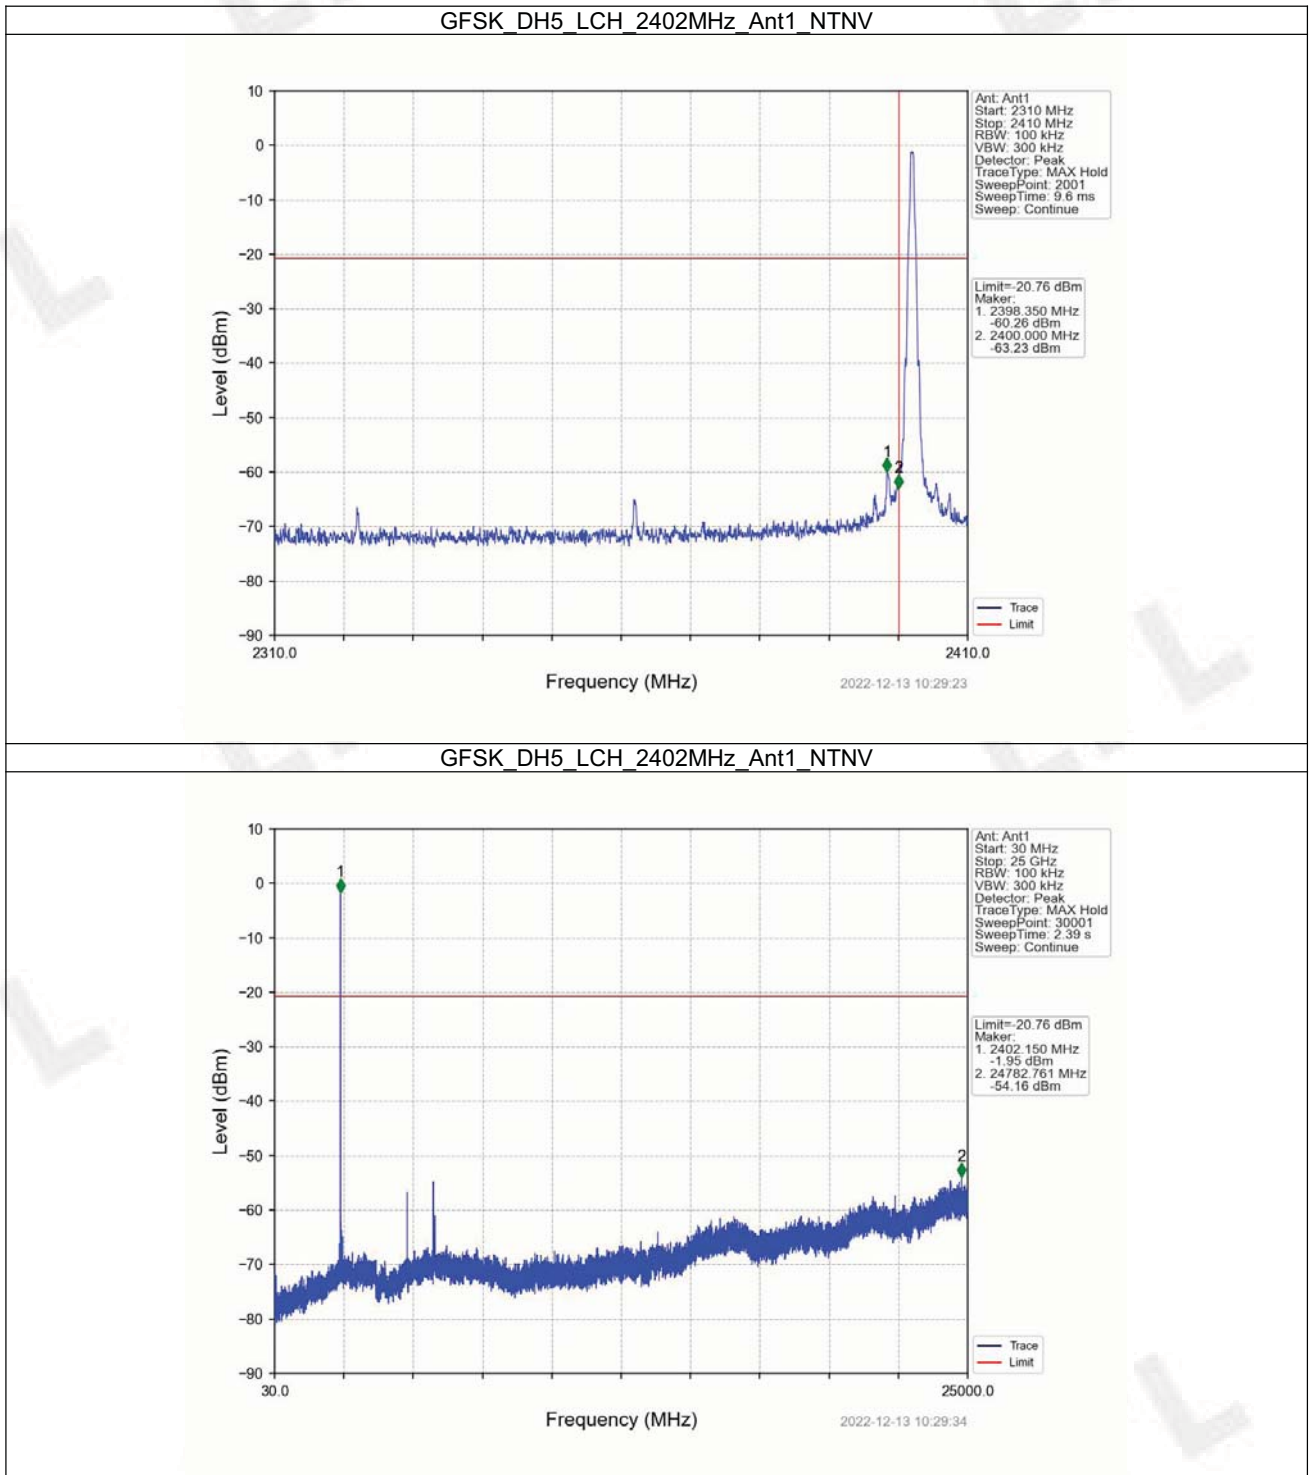 GFSK_DH5_LCH_2402MHz_Ant1_NTNV
10
0
−10
−20
−30
−40
−50
−60
−70
−80
−90
Level (dBm)
2310.0
2410.0
Frequency (MHz)
1
2
Ant: Ant1
Start: 2310 MHz
Stop: 2410 MHz
RBW: 100 kHz
VBW: 300 kHz
Detector: Peak
TraceType: MAX Hold
SweepPoint: 2001
SweepTime: 9.6 ms
Sweep: Continue
Limit=-20.76 dBm
Maker:
1. 2398.350 MHz
-60.26 dBm
2. 2400.000 MHz
-63.23 dBm
Trace
Limit
2022-12-13 10:29:23
GFSK_DH5_LCH_2402MHz_Ant1_NTNV
10
0
−10
−20
−30
−40
−50
−60
−70
−80
−90
Level (dBm)
30.0
25000.0
Frequency (MHz)
1
2
Ant: Ant1
Start: 30 MHz
Stop: 25 GHz
RBW: 100 kHz
VBW: 300 kHz
Detector: Peak
TraceType: MAX Hold
SweepPoint: 30001
SweepTime: 2.39 s
Sweep: Continue
Limit=-20.76 dBm
Maker:
1. 2402.150 MHz
-1.95 dBm
2. 24782.761 MHz
-54.16 dBm
Trace
Limit
2022-12-13 10:29:34